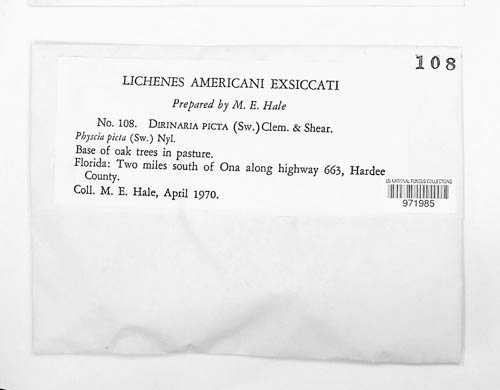 108
LICHENES AMERICANI EXSICCATI
Prepared by M. E. Hale
No. 108. DIRINARIA PICTA (Sw.) Clem. & Shear.
Physcia picta (Sw.) Nyl.
Base of oak trees in pasture.
Florida: Two miles south of Ona along highway 663, Hardee
County.
Coll. M. E. Hale, April 1970.
US NATIONAL FUNGUS COLLECTIONS
971985